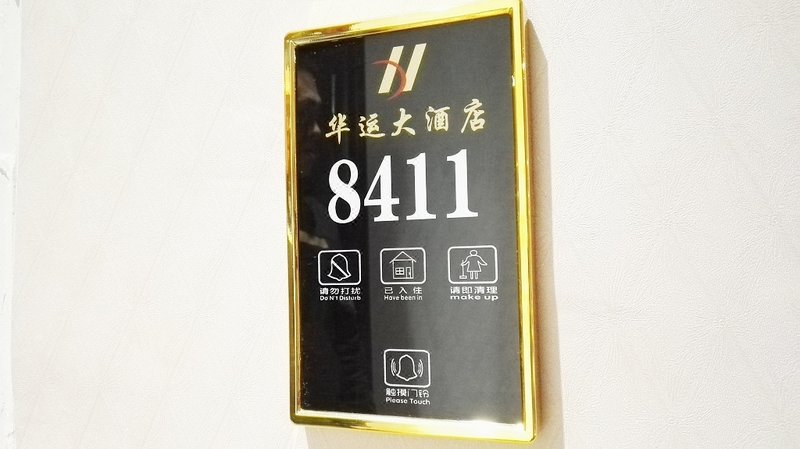 华运大酒店
8411
请勿打扰 已入住 请即清理
Do N't Disturb Have been in make up
触摸门铃
Please Touch